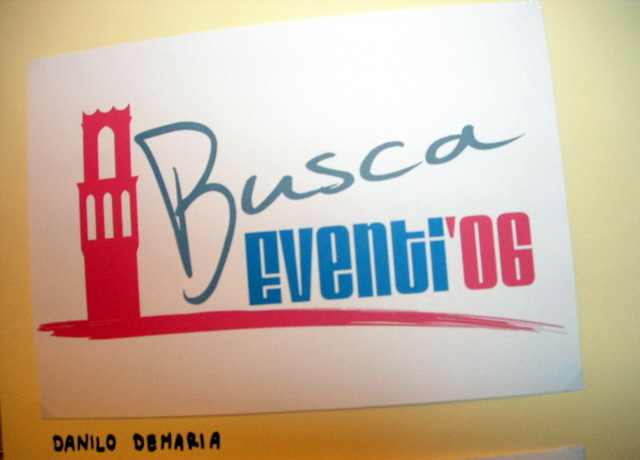 Busca
Eventi'06
DANILO DEMARIA